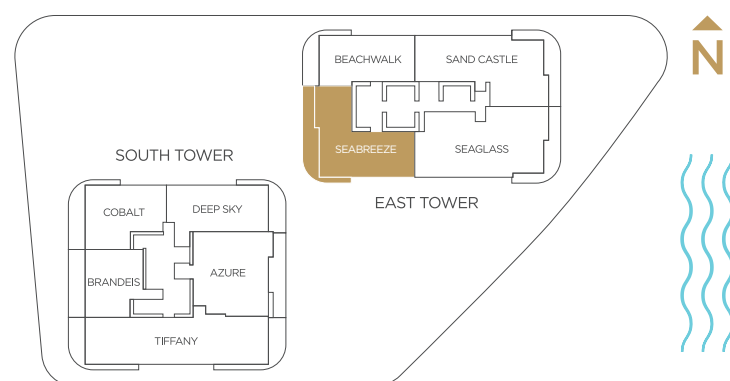 BEACHWALK
SAND CASTLE
SEABREEZE
SEAGLASS
EAST TOWER
N
SOUTH TOWER
COBALT
DEEP SKY
BRANDEIS
AZURE
TIFFANY